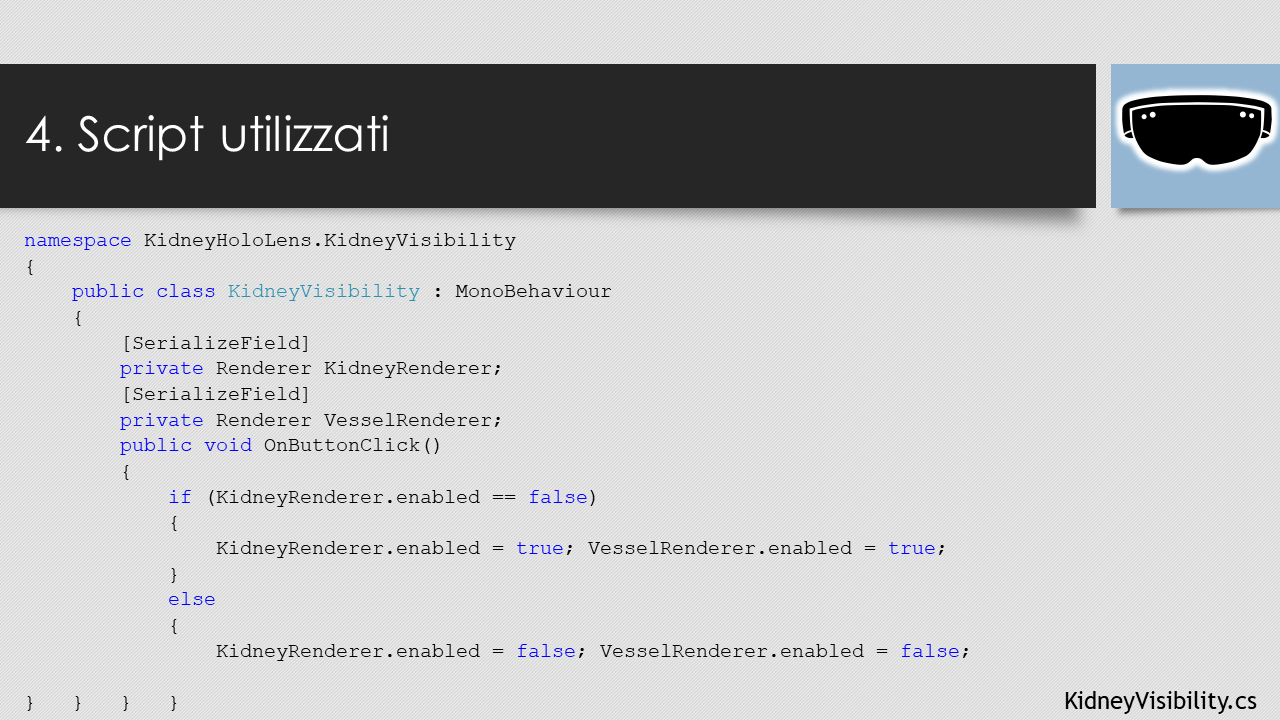 4. Script utilizzati
namespace KidneyHoloLens.KidneyVisibility
{
    public class KidneyVisibility : MonoBehaviour
    {
        [SerializeField]
        private Renderer KidneyRenderer;
        [SerializeField]
        private Renderer VesselRenderer;
        public void OnButtonClick()
        {
            if (KidneyRenderer.enabled == false)
            {
                KidneyRenderer.enabled = true; VesselRenderer.enabled = true;
            }
            else
            {
                KidneyRenderer.enabled = false; VesselRenderer.enabled = false;
}   }   }   }
KidneyVisibility.cs